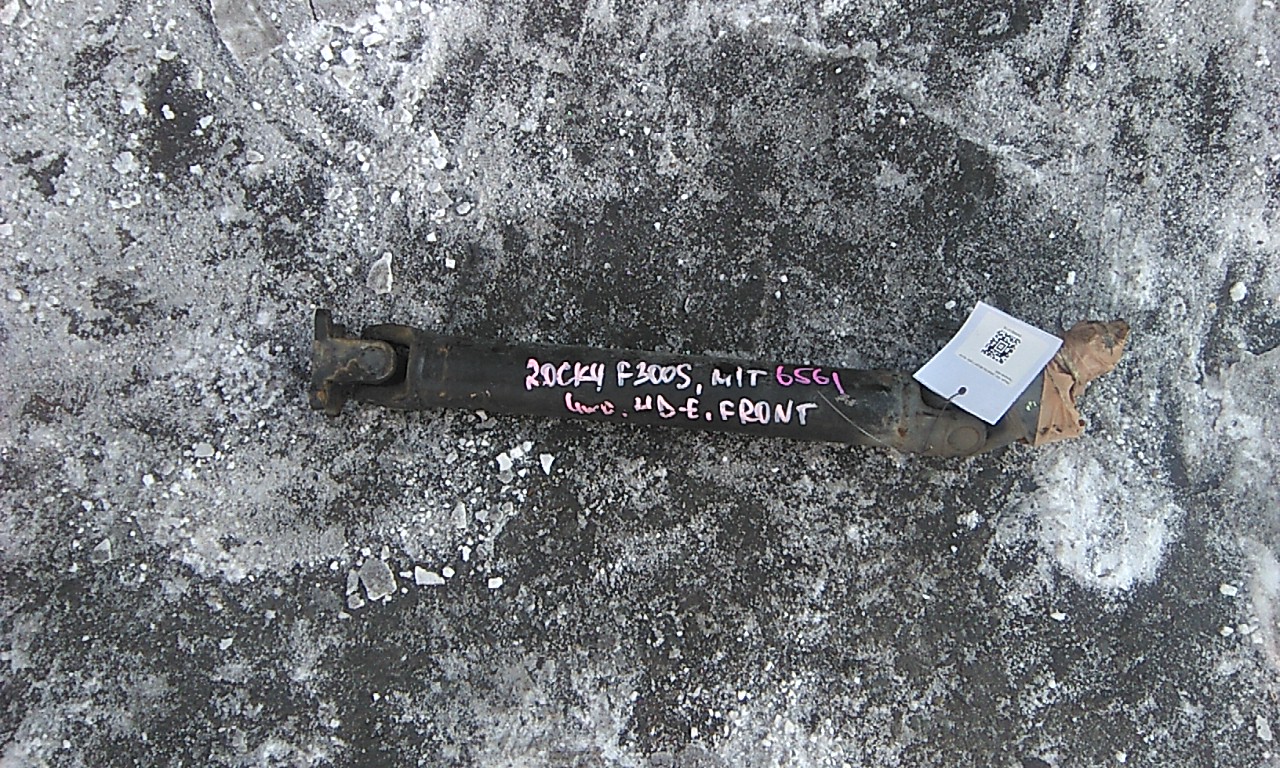 ROCKY F300S, M/T 6561
4WD. HD-E. FRONT